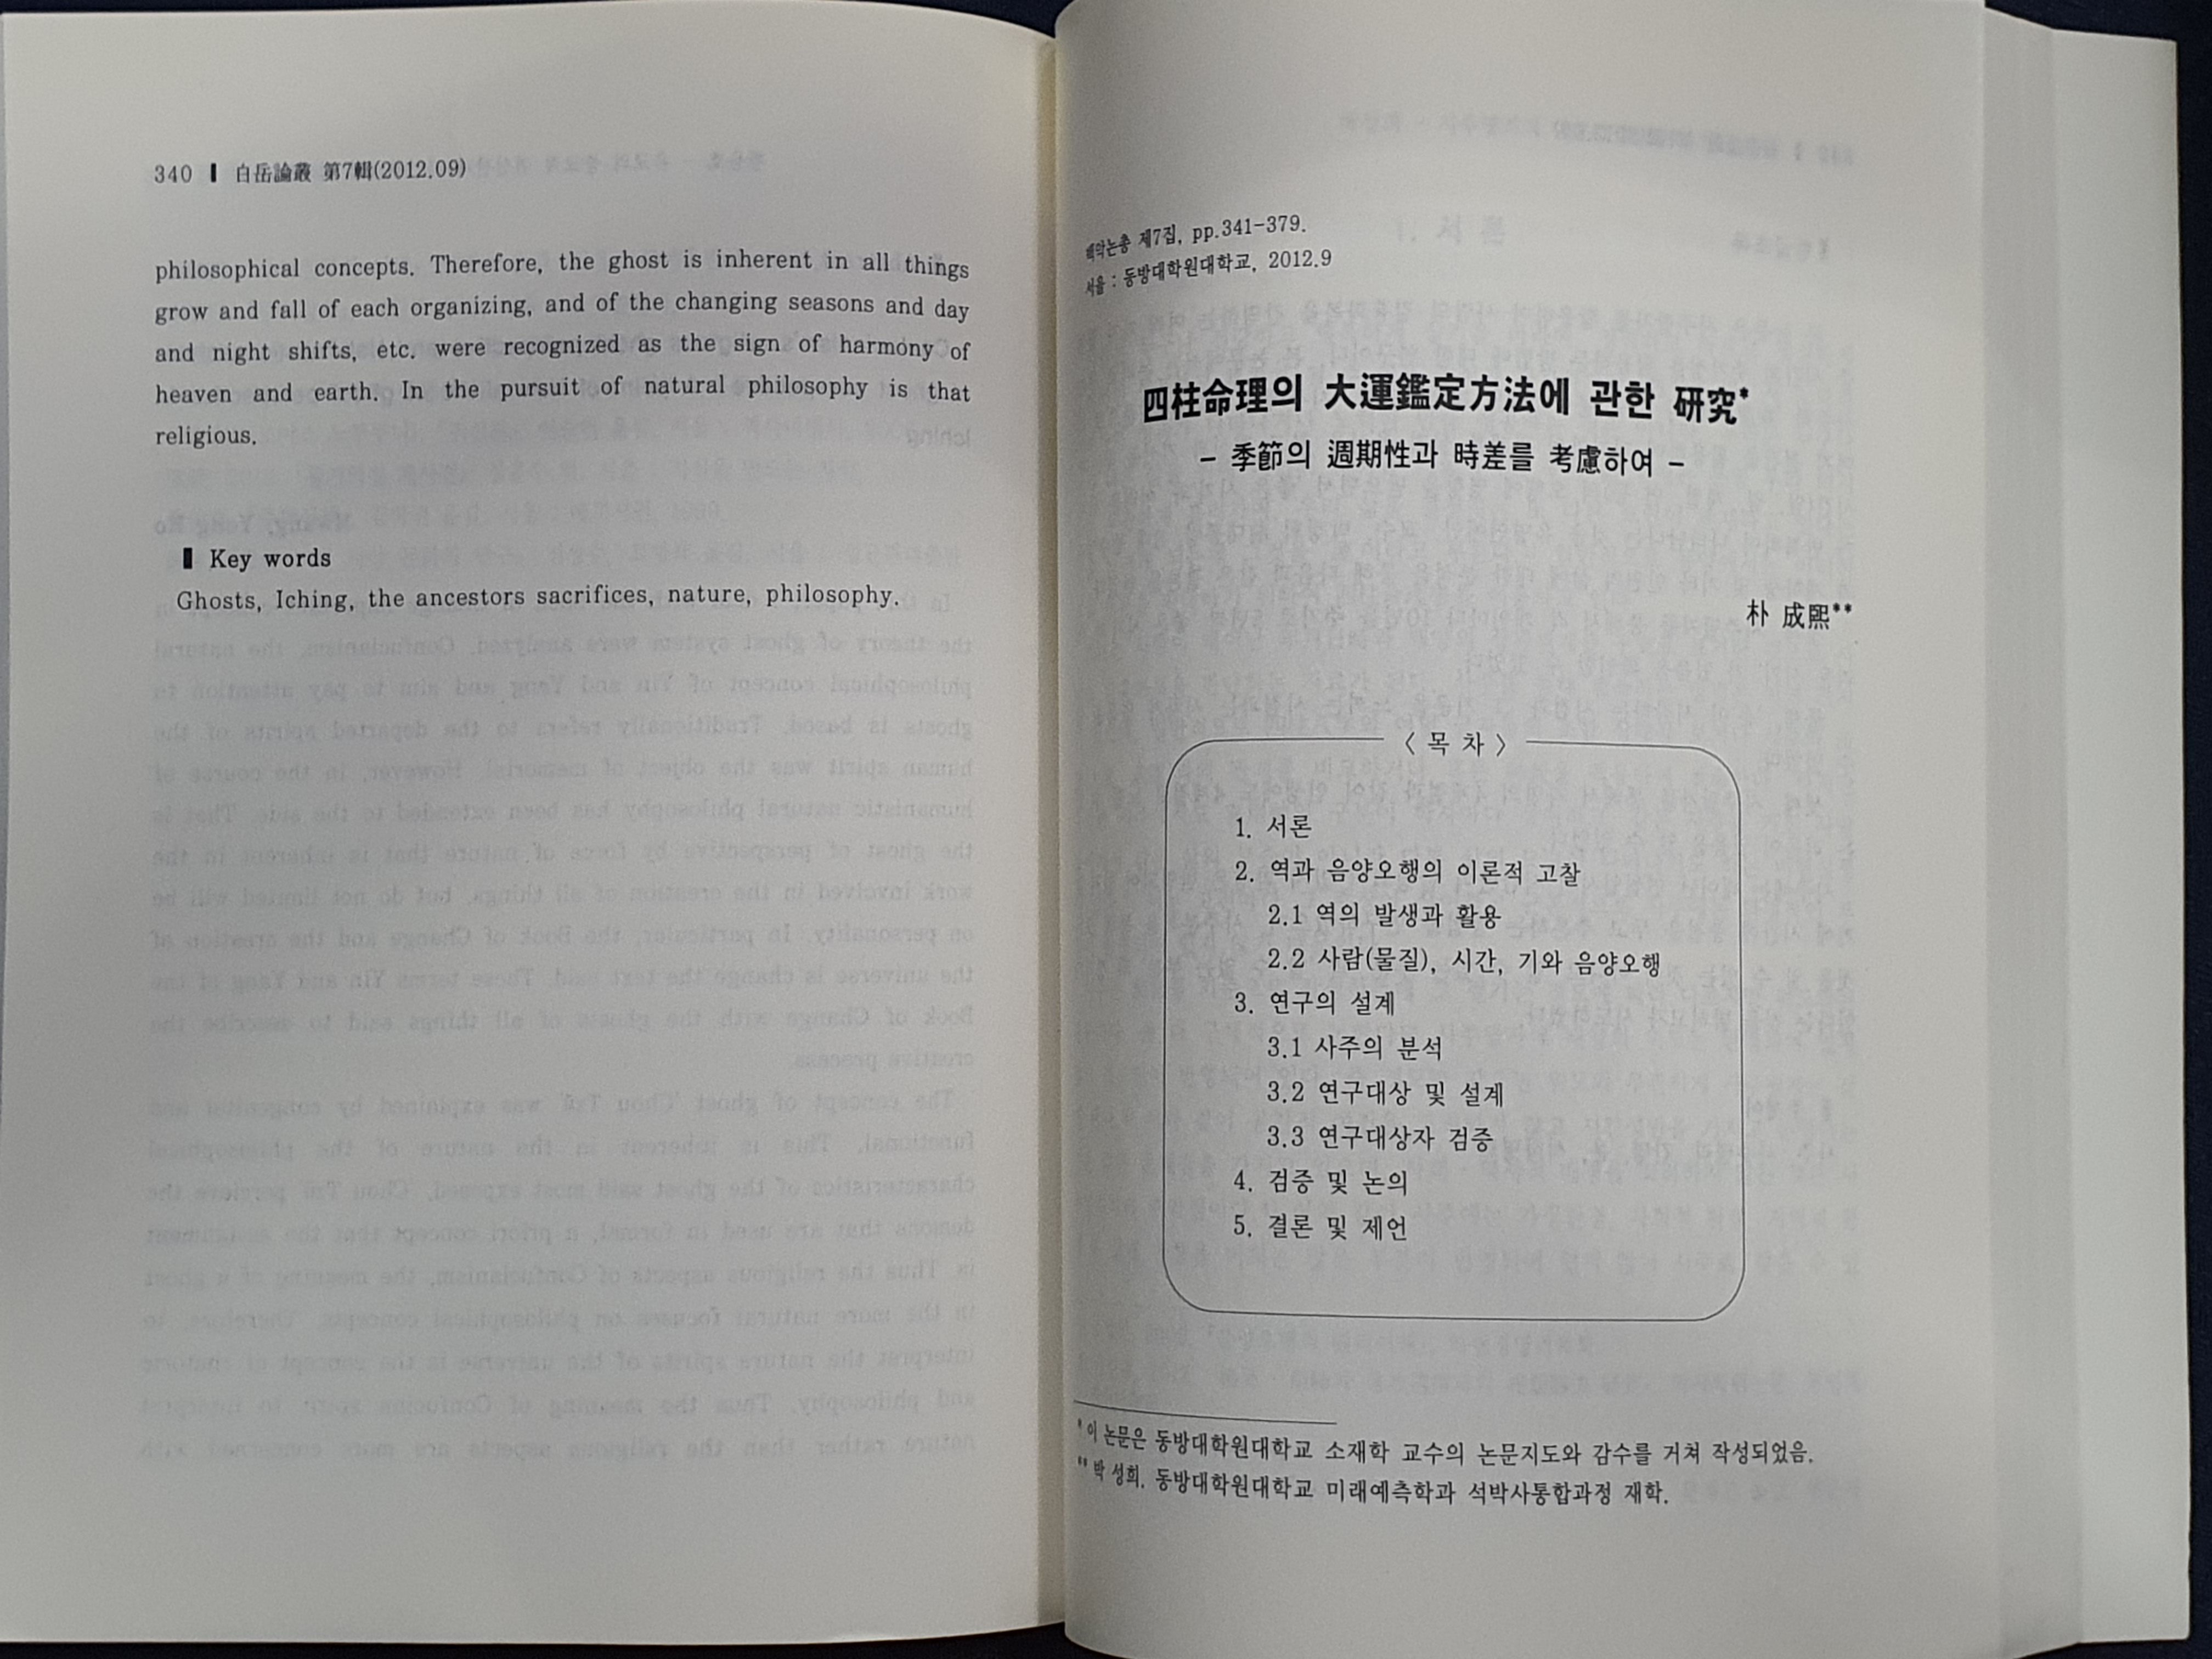 340 ▌ 白岳論叢 第7輯(2012.09)
philosophical concepts. Therefore, the ghost is inherent in all things
grow and fall of each organizing, and of the changing seasons and day
and night shifts, etc. were recognized as the sign of harmony of
heaven and earth. In the pursuit of natural philosophy is that
religious.
▌ Key words
Ghosts, Iching, the ancestors sacrifices, nature, philosophy.
백악논총 제7집, pp.341-379.
서울 : 동방대학원대학교, 2012.9
四柱命理의 大運鑑定方法에 관한 研究*
- 季節의 週期性과 時差를 考慮하여 -
朴 成熙**
〈 목 차 〉
1. 서론
2. 역과 음양오행의 이론적 고찰
2.1 역의 발생과 활용
2.2 사람(물질), 시간, 기와 음양오행
3. 연구의 설계
3.1 사주의 분석
3.2 연구대상 및 설계
3.3 연구대상자 검증
4. 검증 및 논의
5. 결론 및 제언
* 이 논문은 동방대학원대학교 소재학 교수의 논문지도와 감수를 거쳐 작성되었음.
** 박 성희. 동방대학원대학교 미래예측학과 석박사통합과정 재학.